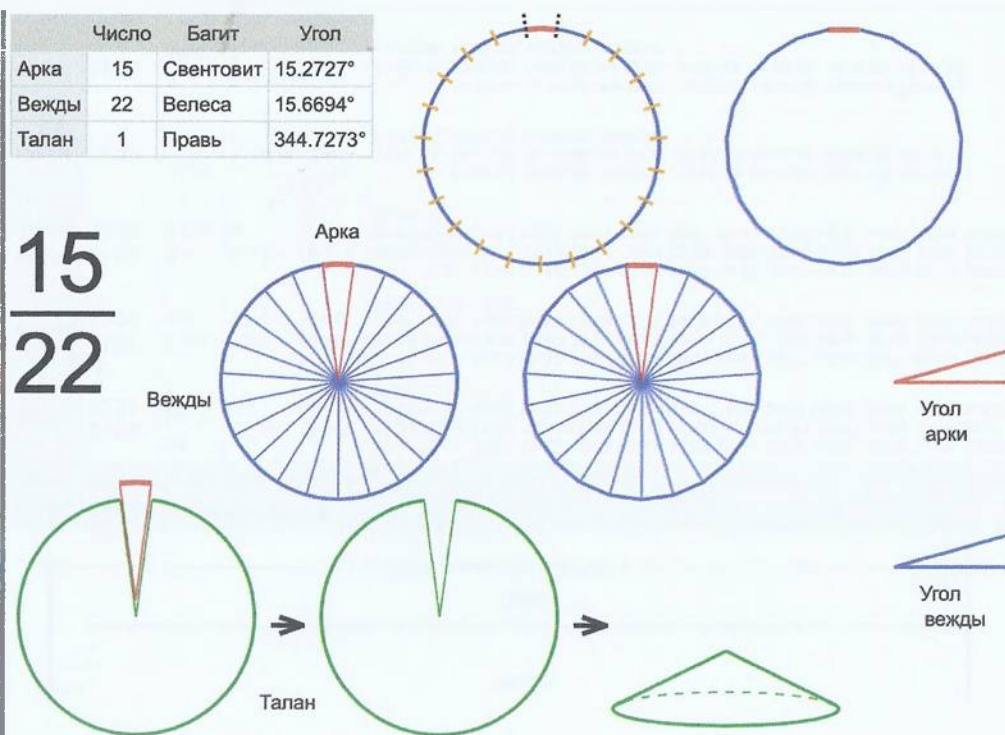 Число Багит Угол
Арка 15 Свентовит 15.2727°
Вежды 22 Велеса 15.6694°
Талан 1 Правь 344.7273°
Арка
15
22
Вежды
Угол
арки
Угол
вежды
Талан